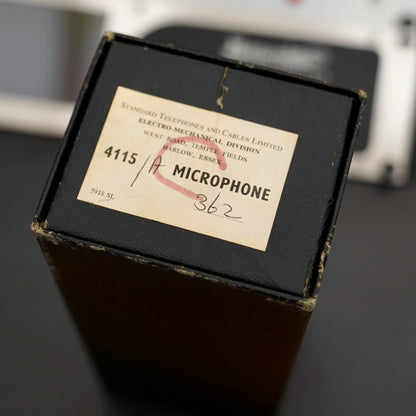 STANDARD TELEPHONES AND CABLES LIMITED
ELECTRO-MECHANICAL DIVISION
WEST ROAD, TEMPLE FIELDS
HARLOW, ESSEX
4115 /A MICROPHONE
362
5918 SL